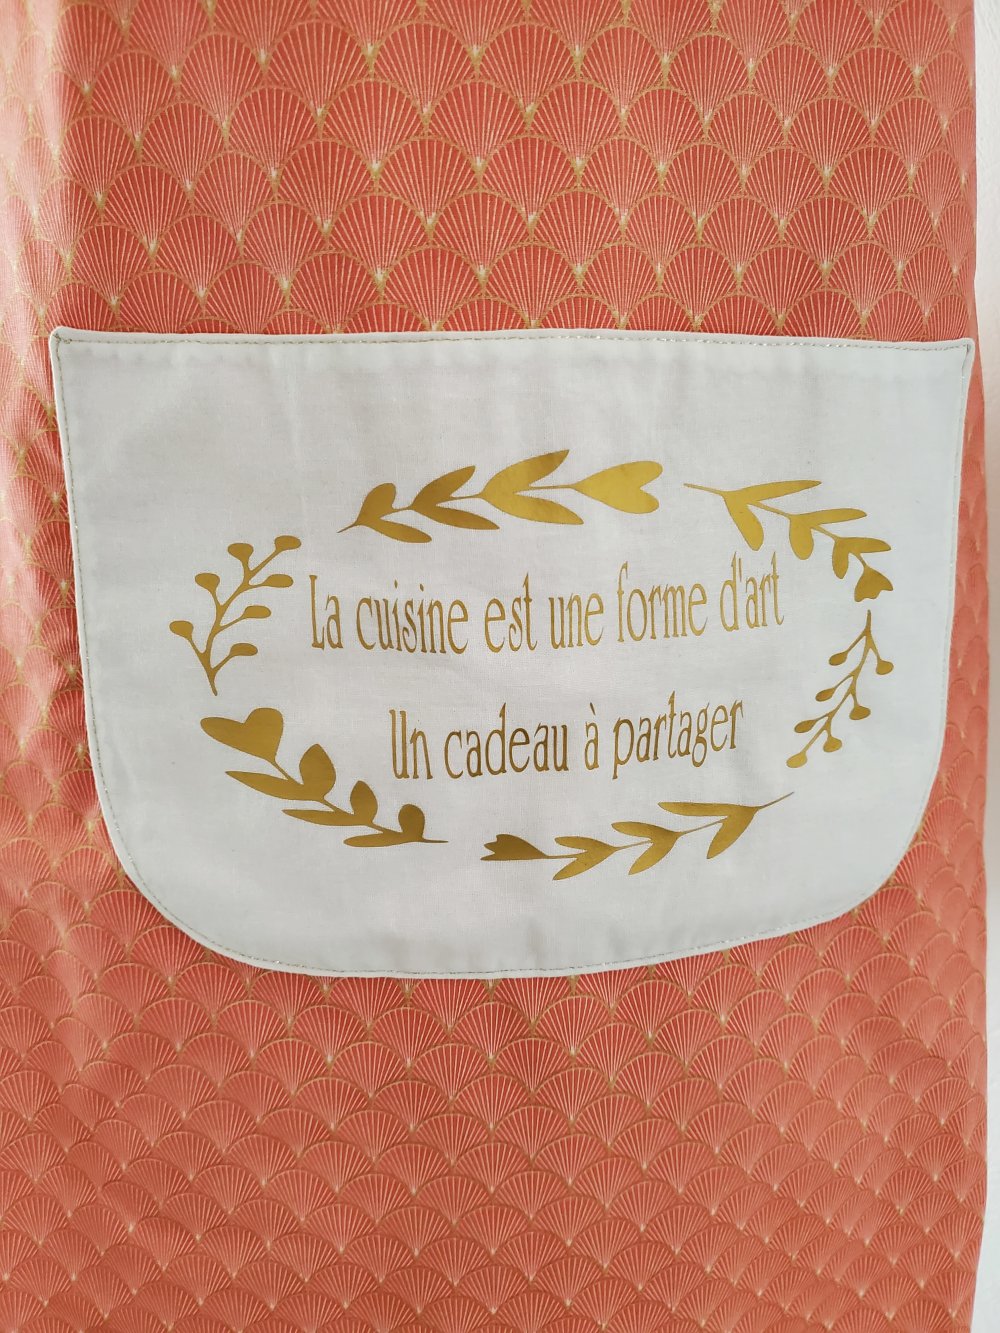 La cuisine est une forme d'art
Un cadeau à partager